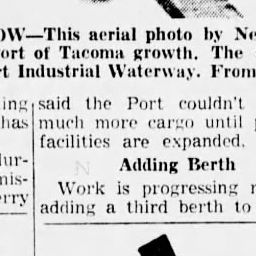 OW—This aerial photo by Ne
ort of Tacoma growth. The
rt Industrial Waterway. From
ing
has
ur-
mis-
erry
said the Port couldn't
much more cargo until
facilities are expanded.
Adding Berth
Work is progressing
adding a third berth to